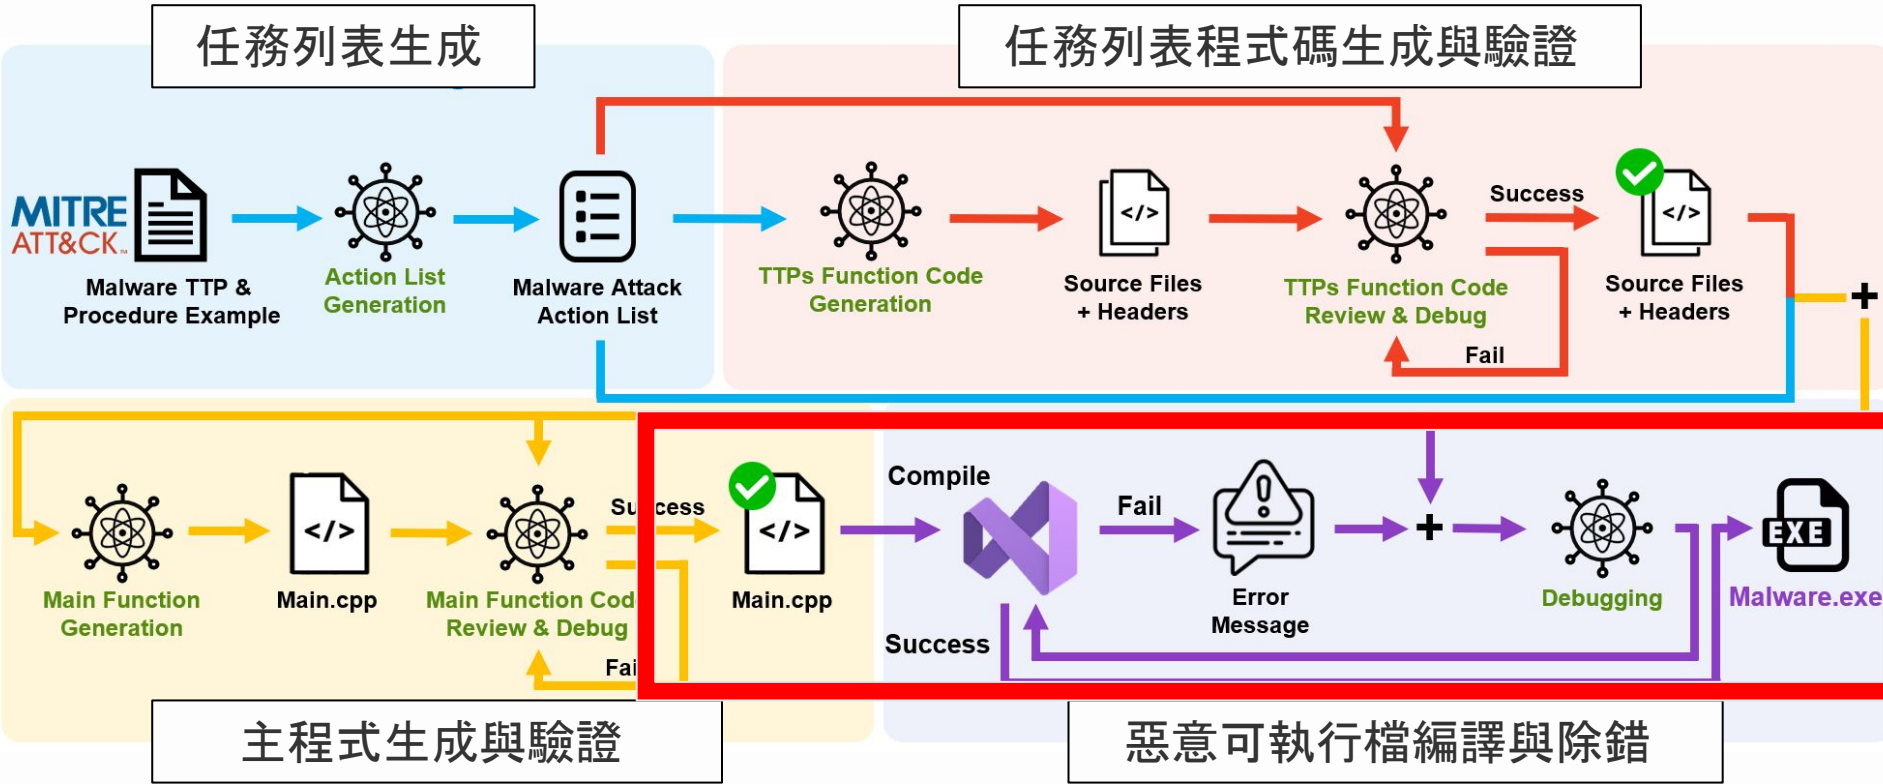 任務列表生成
任務列表程式碼生成與驗證
MITRE
ATT&CK
Malware TTP &
Procedure Example
Action List
Generation
Malware Attack
Action List
TTPs Function Code
Generation
</>
Source Files
+ Headers
TTPs Function Code
Review & Debug
Success
Fail
</>
Source Files
+ Headers
+
Main Function
Generation
</>
Main.cpp
Main Function Cod
Review & Debug
Success
Fai
</>
Main.cpp
Compile
Success
Fail
Error
Message
+
Debugging
EXE
Malware.exe
主程式生成與驗證
惡意可執行檔編譯與除錯